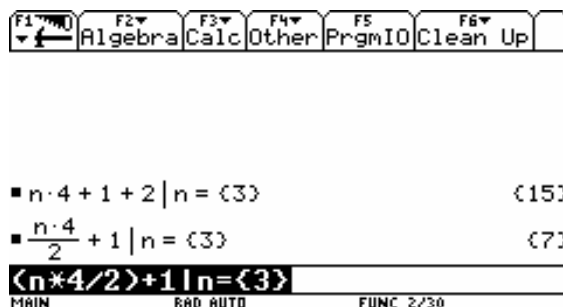 F1 F2 Algebra F3 Calc F4 Other F5 PrgmIO F6 Clean Up
n·4 + 1 + 2 | n = {3} {15}
n·4/2 + 1 | n = {3} {7}
(n*4/2)+1|n={3}
MAIN RAD AUTO FUNC 2/30